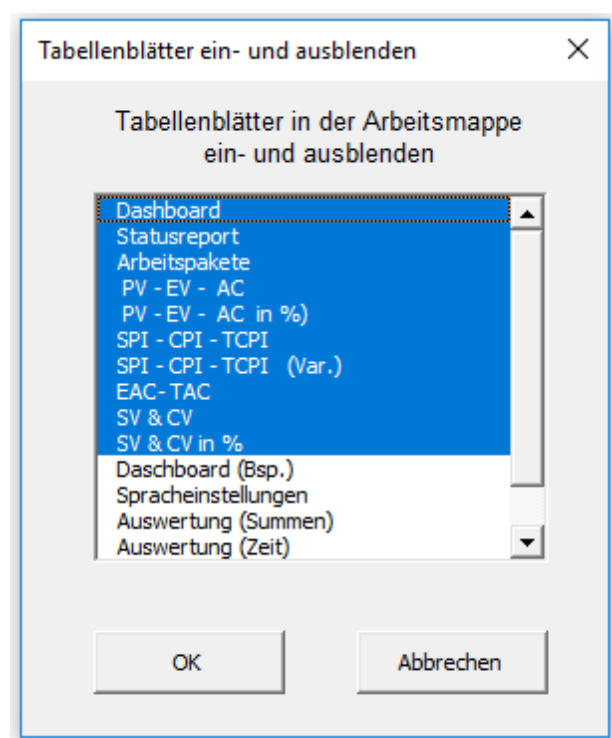 Tabellenblätter ein- und ausblenden
Tabellenblätter in der Arbeitsmappe
ein- und ausblenden
Dashboard
Statusreport
Arbeitspakete
PV - EV - AC
PV - EV - AC in %)
SPI - CPI - TCPI
SPI - CPI - TCPI (Var.)
EAC- TAC
SV & CV
SV & CV in %
Daschboard (Bsp.)
Spracheinstellungen
Auswertung (Summen)
Auswertung (Zeit)
OK
Abbrechen